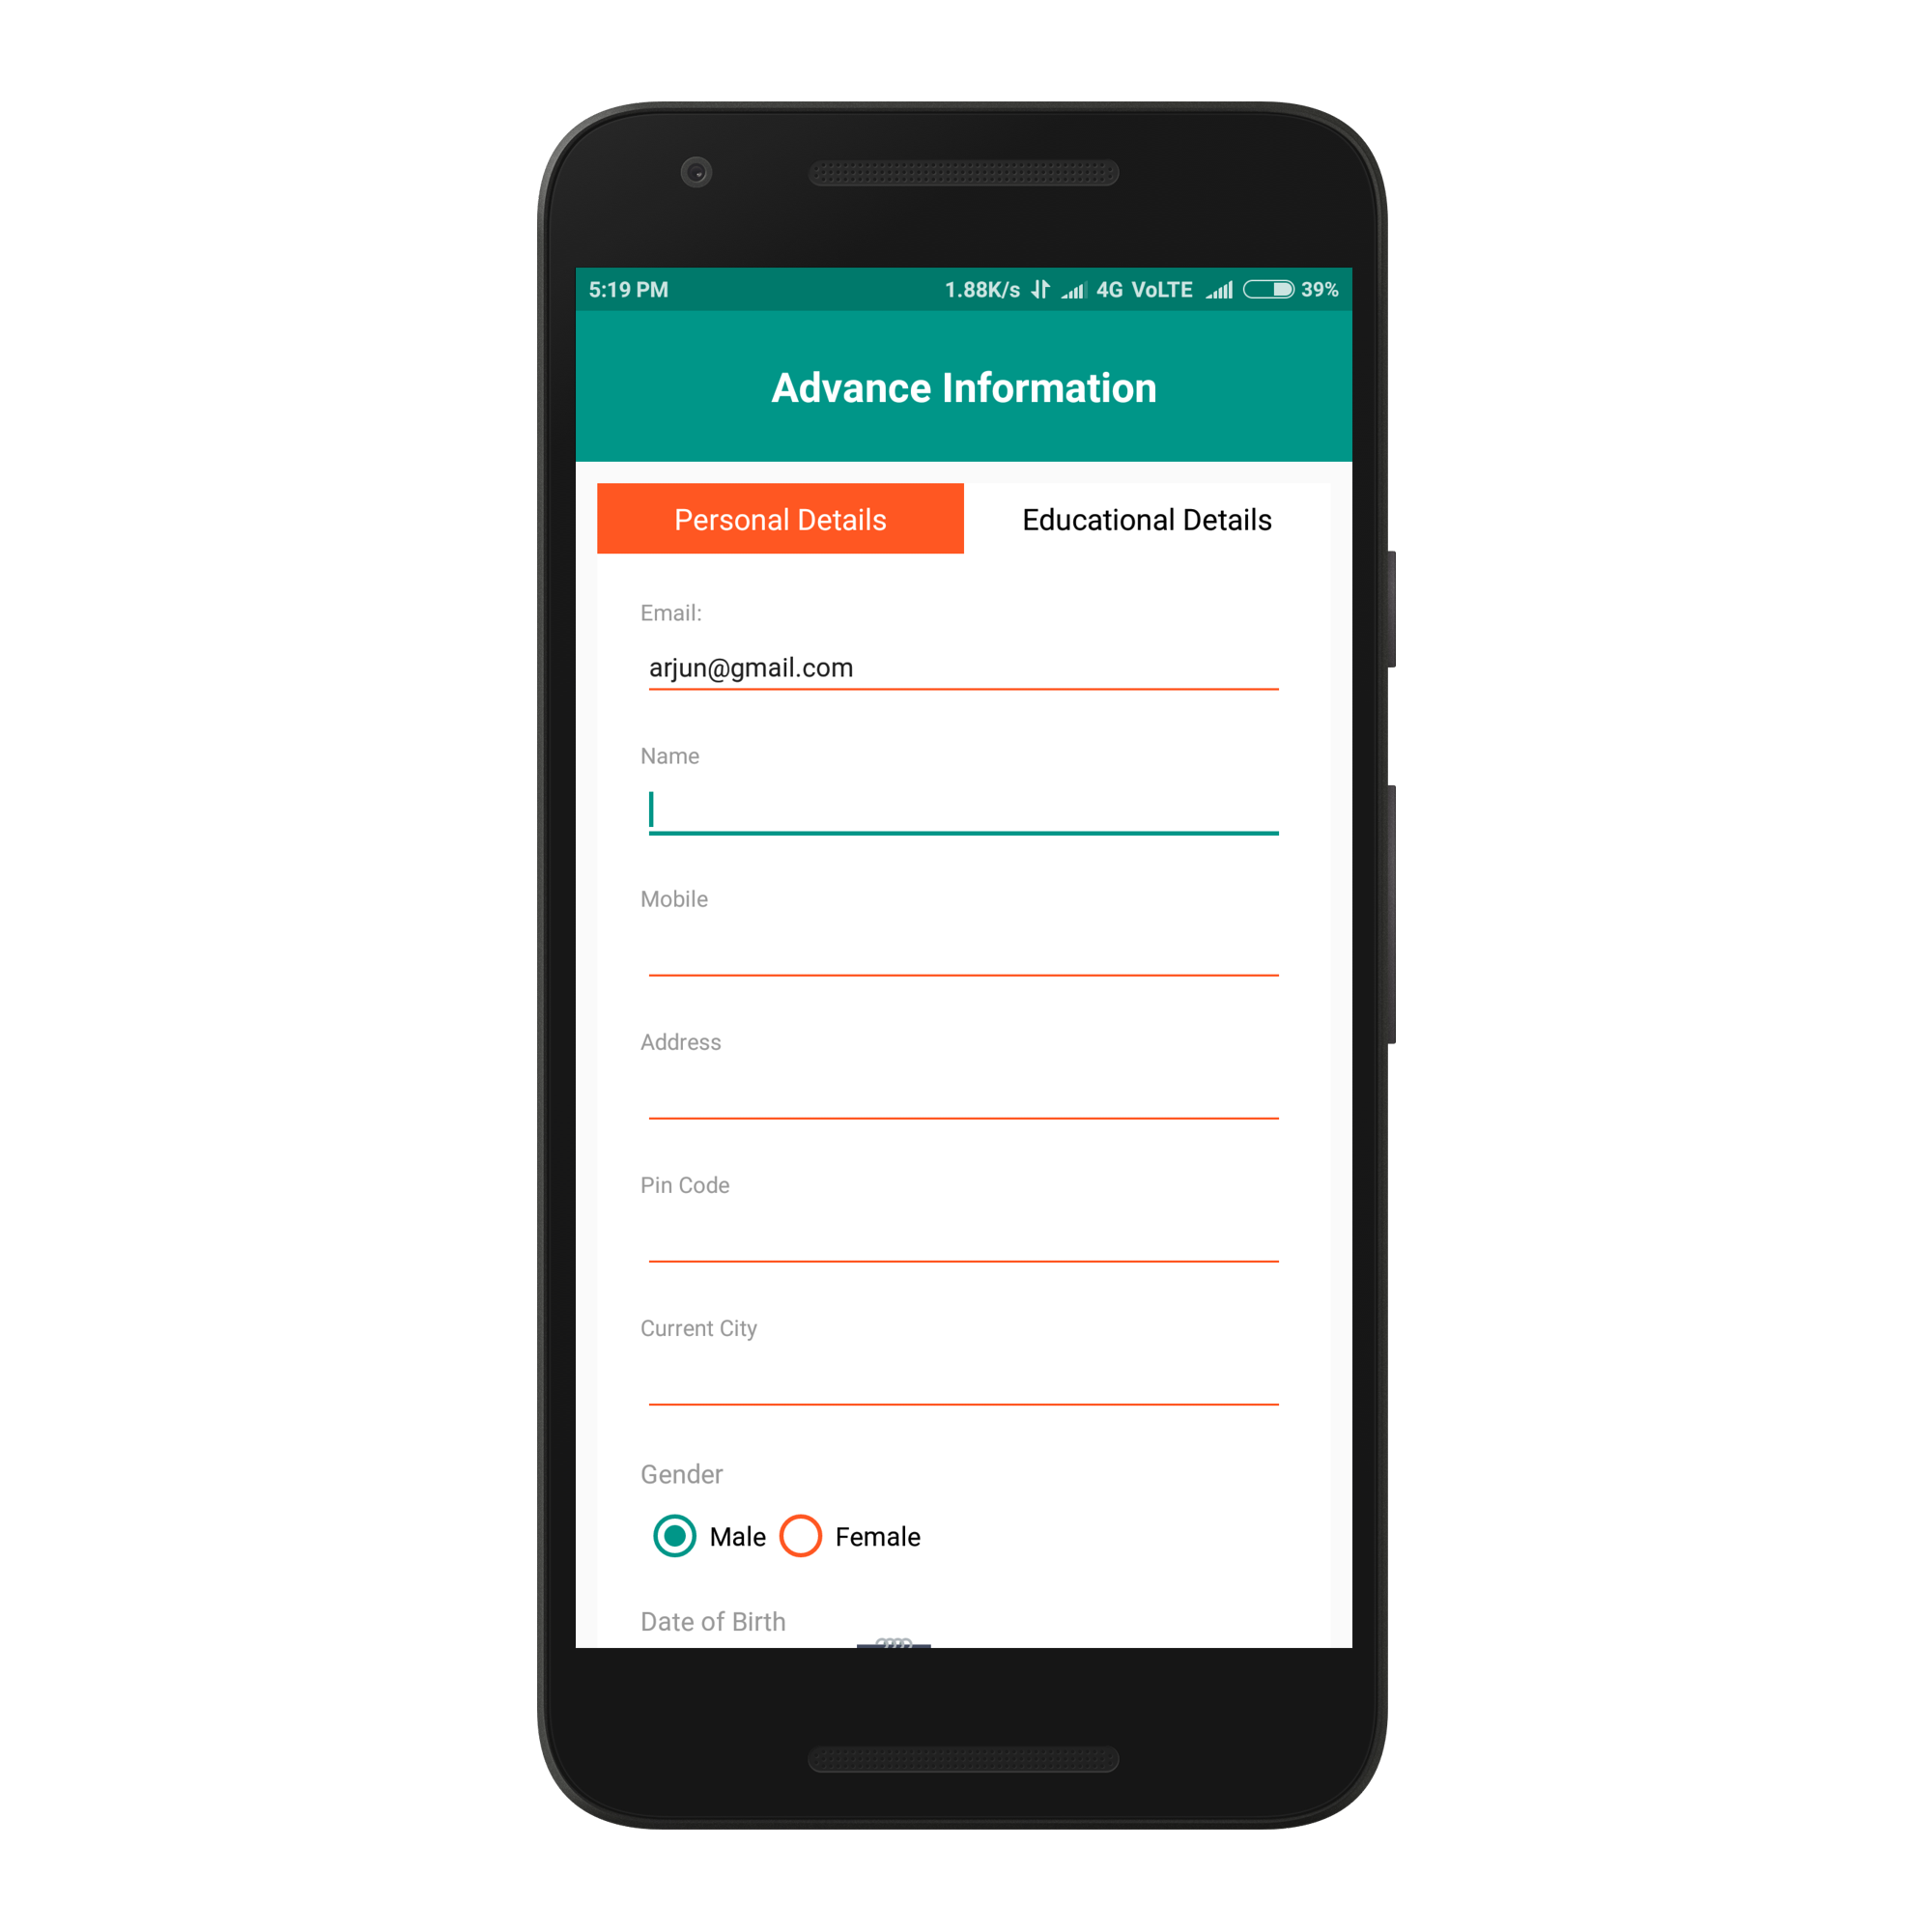 5:19 PM 1.88K/s 4G VoLTE 39%
Advance Information
Personal Details Educational Details
Email:
arjun@gmail.com
Name
Mobile
Address
Pin Code
Current City
Gender
Male Female
Date of Birth